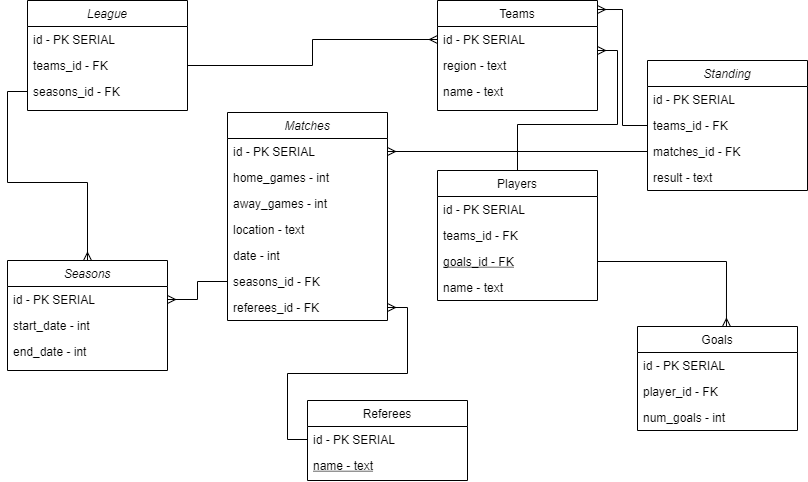 League
id - PK SERIAL
teams_id - FK
seasons_id - FK
Teams
id - PK SERIAL
region - text
name - text
Standing
id - PK SERIAL
teams_id - FK
matches_id - FK
result - text
Matches
id - PK SERIAL
home_games - int
away_games - int
location - text
date - int
seasons_id - FK
referees_id - FK
Players
id - PK SERIAL
teams_id - FK
goals_id - FK
name - text
Seasons
id - PK SERIAL
start_date - int
end_date - int
Goals
id - PK SERIAL
player_id - FK
num_goals - int
Referees
id - PK SERIAL
name - text